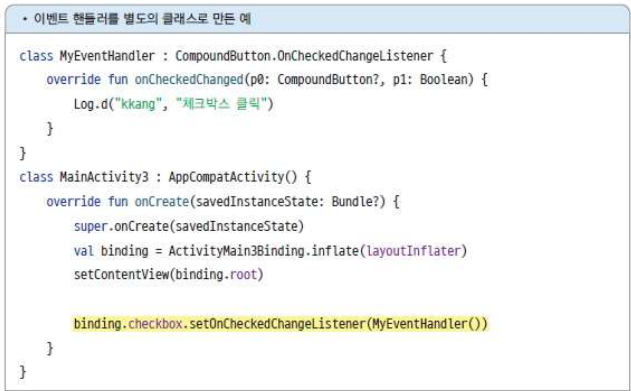 • 이벤트 핸들러를 별도의 클래스로 만든 예
class MyEventHandler : CompoundButton.OnCheckedChangeListener {
    override fun onCheckedChanged(p0: CompoundButton?, p1: Boolean) {
        Log.d("kkang", "체크박스 클릭")
    }
}
class MainActivity3 : AppCompatActivity() {
    override fun onCreate(savedInstanceState: Bundle?) {
        super.onCreate(savedInstanceState)
        val binding = ActivityMain3Binding.inflate(layoutInflater)
        setContentView(binding.root)

        binding.checkbox.setOnCheckedChangeListener(MyEventHandler())
    }
}